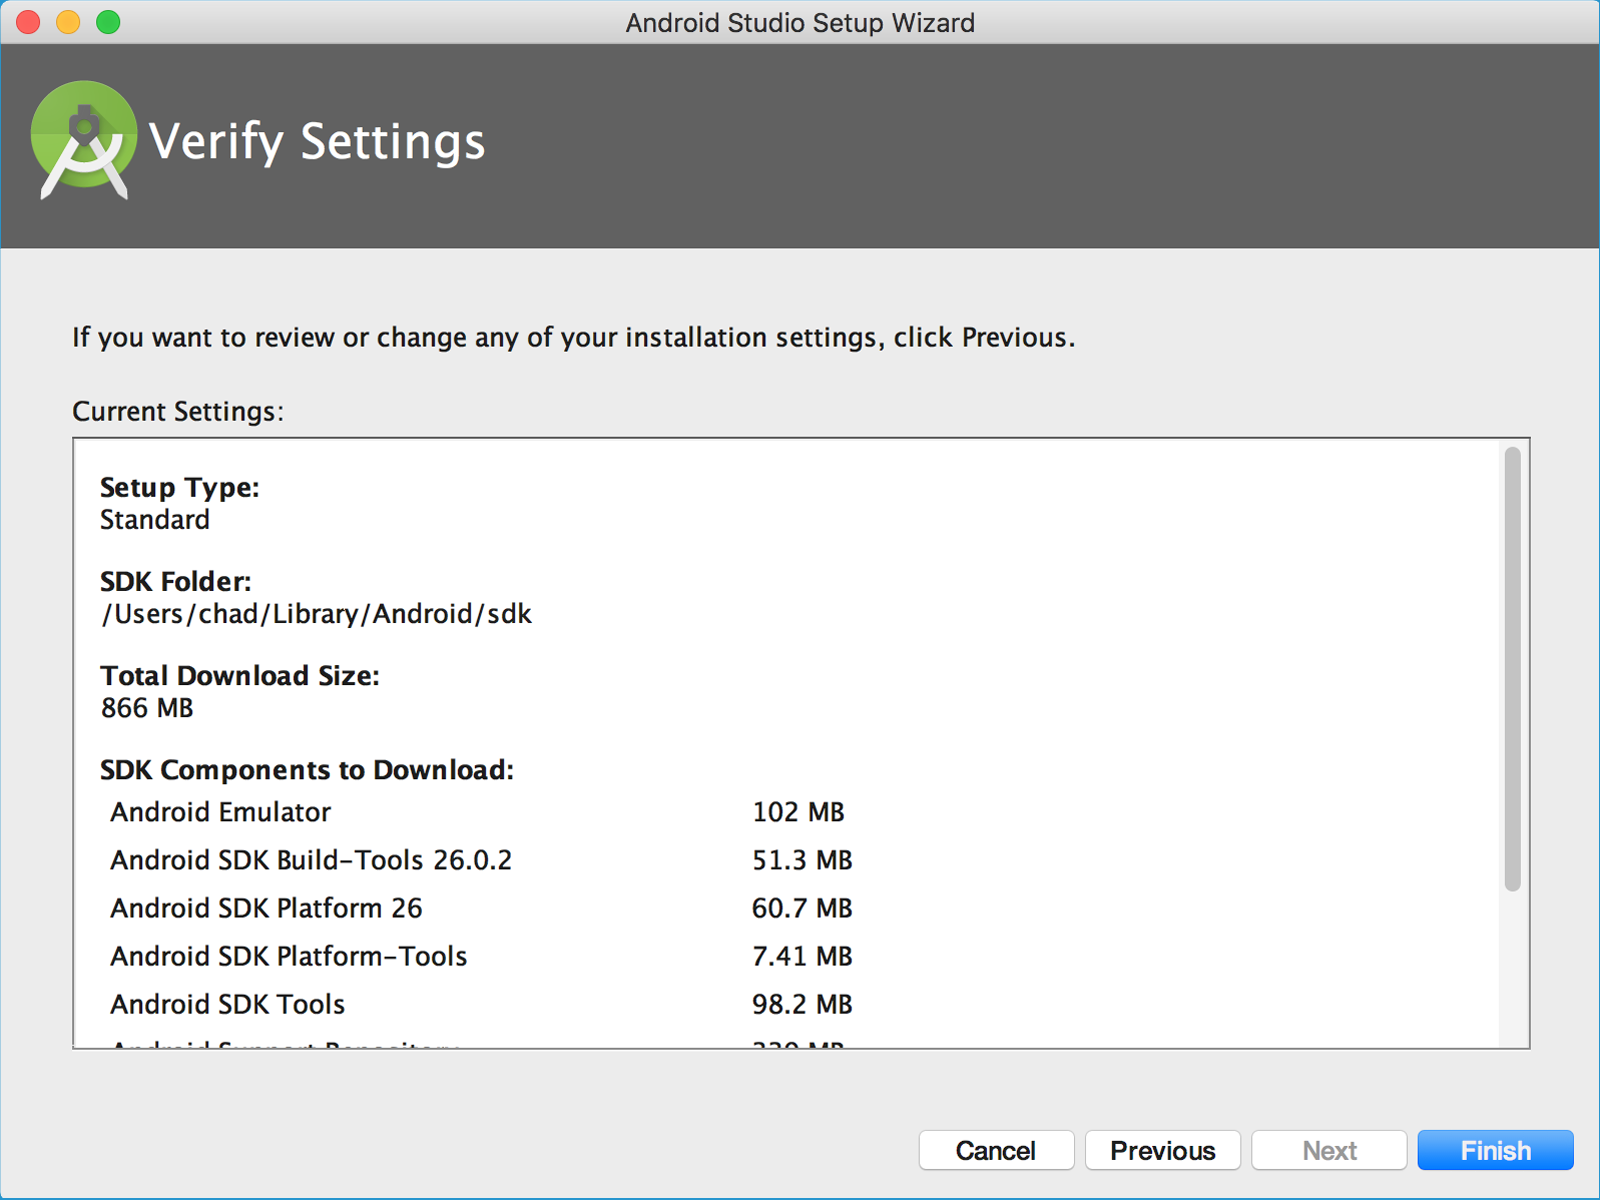 Android Studio Setup Wizard
Verify Settings
If you want to review or change any of your installation settings, click Previous.
Current Settings:
Setup Type:
Standard
SDK Folder:
/Users/chad/Library/Android/sdk
Total Download Size:
866 MB
SDK Components to Download:
Android Emulator 102 MB
Android SDK Build-Tools 26.0.2 51.3 MB
Android SDK Platform 26 60.7 MB
Android SDK Platform-Tools 7.41 MB
Android SDK Tools 98.2 MB
Android Support Repository MB
Cancel Previous Next Finish